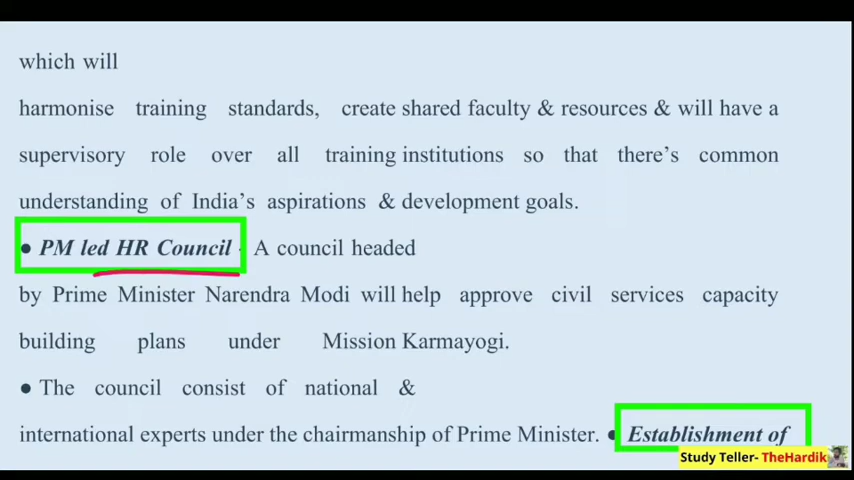 which will
harmonise training standards, create shared faculty & resources & will have a
supervisory role over all training institutions so that there's common
understanding of India's aspirations & development goals.
● PM led HR Council - A council headed
by Prime Minister Narendra Modi will help approve civil services capacity
building plans under Mission Karmayogi.
● The council consist of national &
international experts under the chairmanship of Prime Minister. ● Establishment of
Study Teller- TheHardik